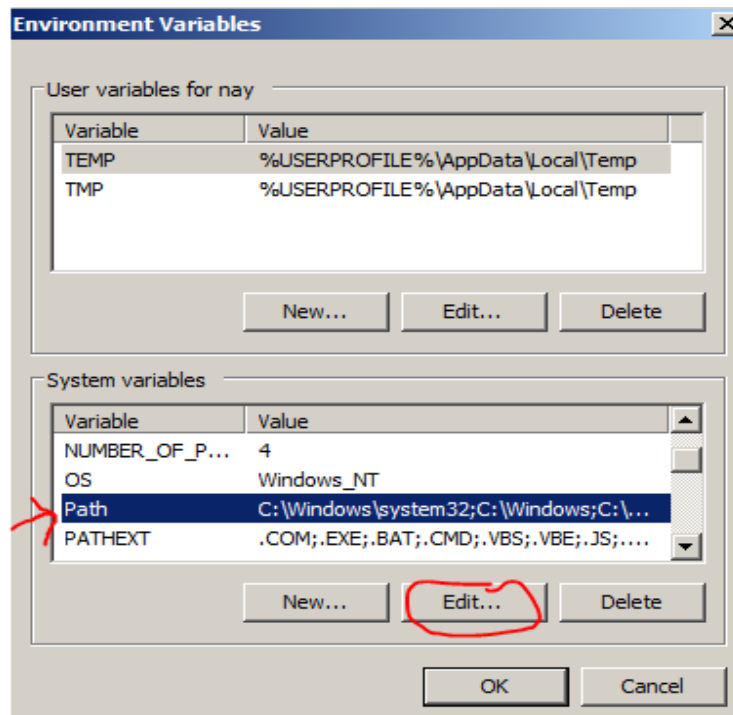 Environment Variables
User variables for nay
Variable Value
TEMP %USERPROFILE%\AppData\Local\Temp
TMP %USERPROFILE%\AppData\Local\Temp
New... Edit... Delete
System variables
Variable Value
NUMBER_OF_P... 4
OS Windows_NT
Path C:\Windows\system32;C:\Windows;C:\...
PATHEXT .COM;.EXE;.BAT;.CMD;.VBS;.VBE;.JS;....
New... Edit... Delete
OK Cancel